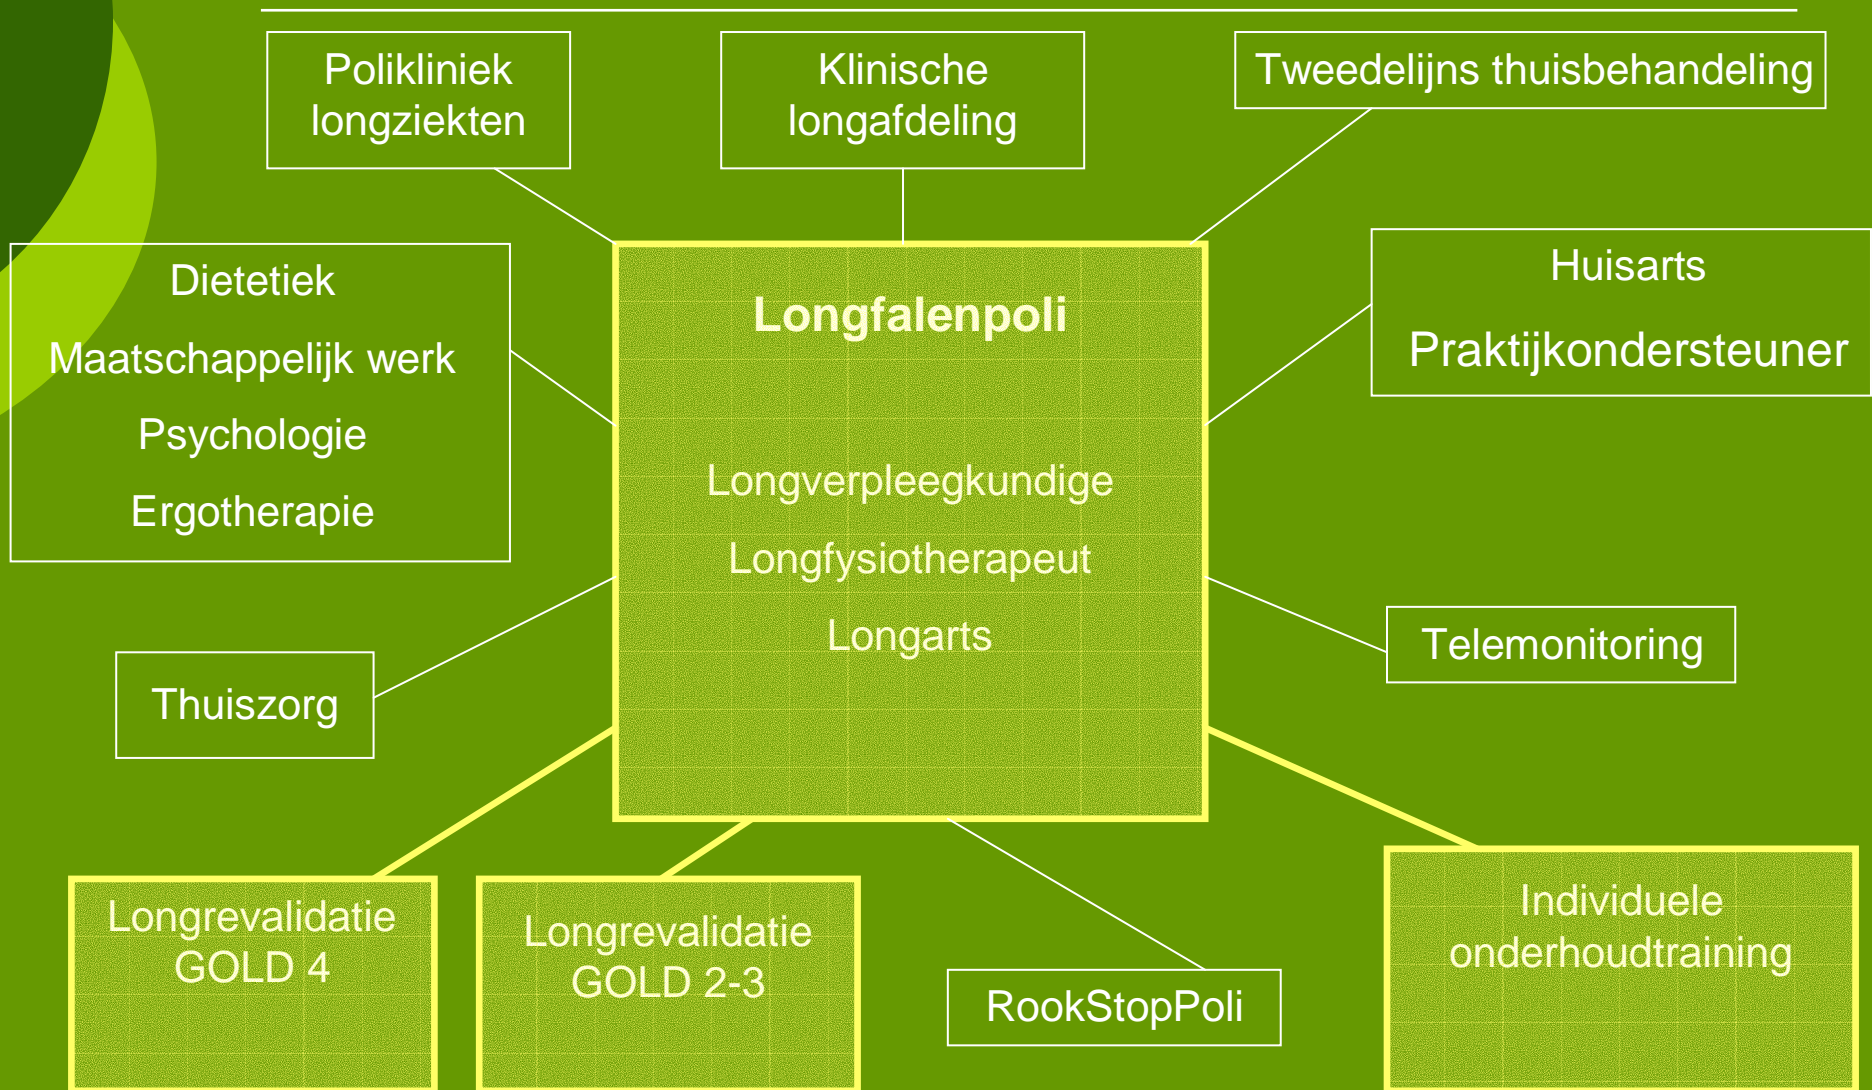 Polikliniek
longziekten
Klinische
longafdeling
Tweedelijns thuisbehandeling
Dietetiek
Maatschappelijk werk
Psychologie
Ergotherapie
Longfalenpoli
Longverpleegkundige
Longfysiotherapeut
Longarts
Huisarts
Praktijkondersteuner
Thuiszorg
Telemonitoring
Longrevalidatie
GOLD 4
Longrevalidatie
GOLD 2-3
RookStopPoli
Individuele
onderhoudtraining